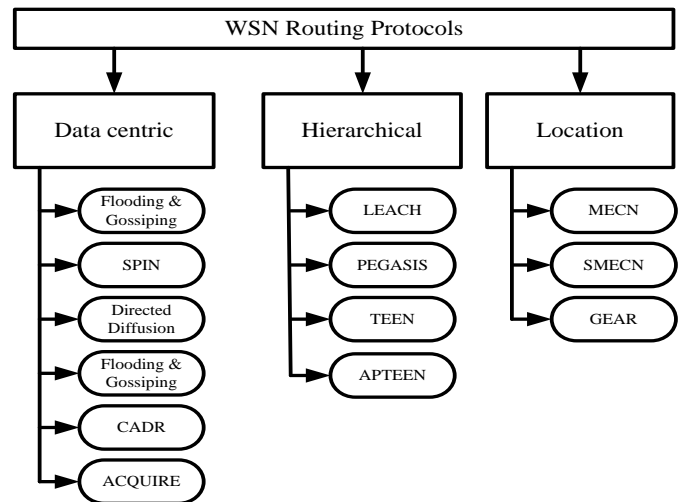 WSN Routing Protocols
Data centric
Flooding &
Gossiping
SPIN
Directed
Diffusion
Flooding &
Gossiping
CADR
ACQUIRE
Hierarchical
LEACH
PEGASIS
TEEN
APTEEN
Location
MECN
SMECN
GEAR